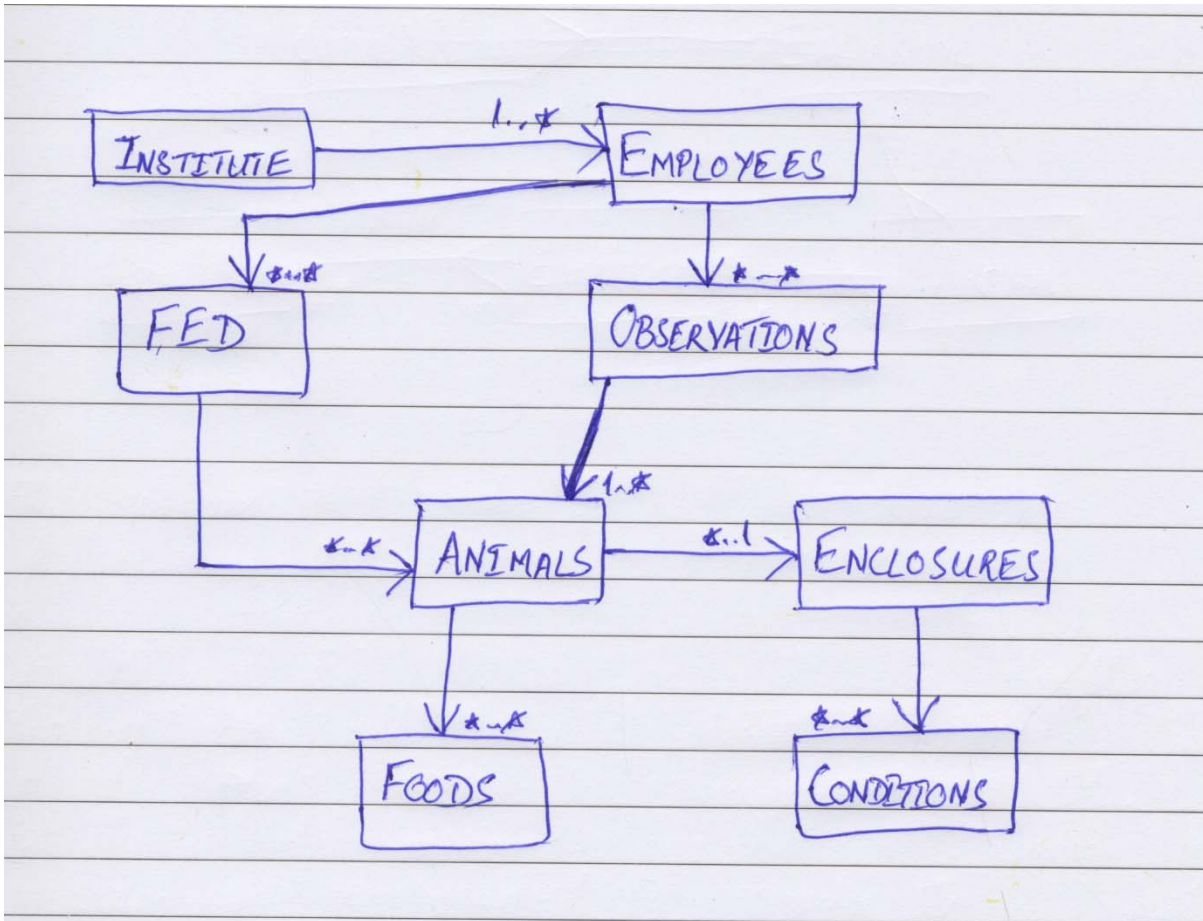 1..*
INSTITUTE
EMPLOYEES
*..*
*..*
FED
OBSERVATIONS
1..*
*..*
ANIMALS
*..1
ENCLOSURES
*..*
*..*
FOODS
CONDITIONS